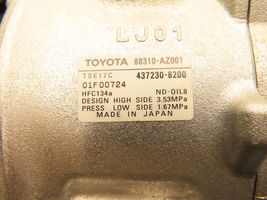 LJ01
TOYOTA 88310-AZ001
TSE17C 437230-8200
01F00724
HFC134a ND-OIL8
DESIGN HIGH SIDE 3.53MPa
PRESS LOW SIDE 1.67MPa
MADE IN JAPAN